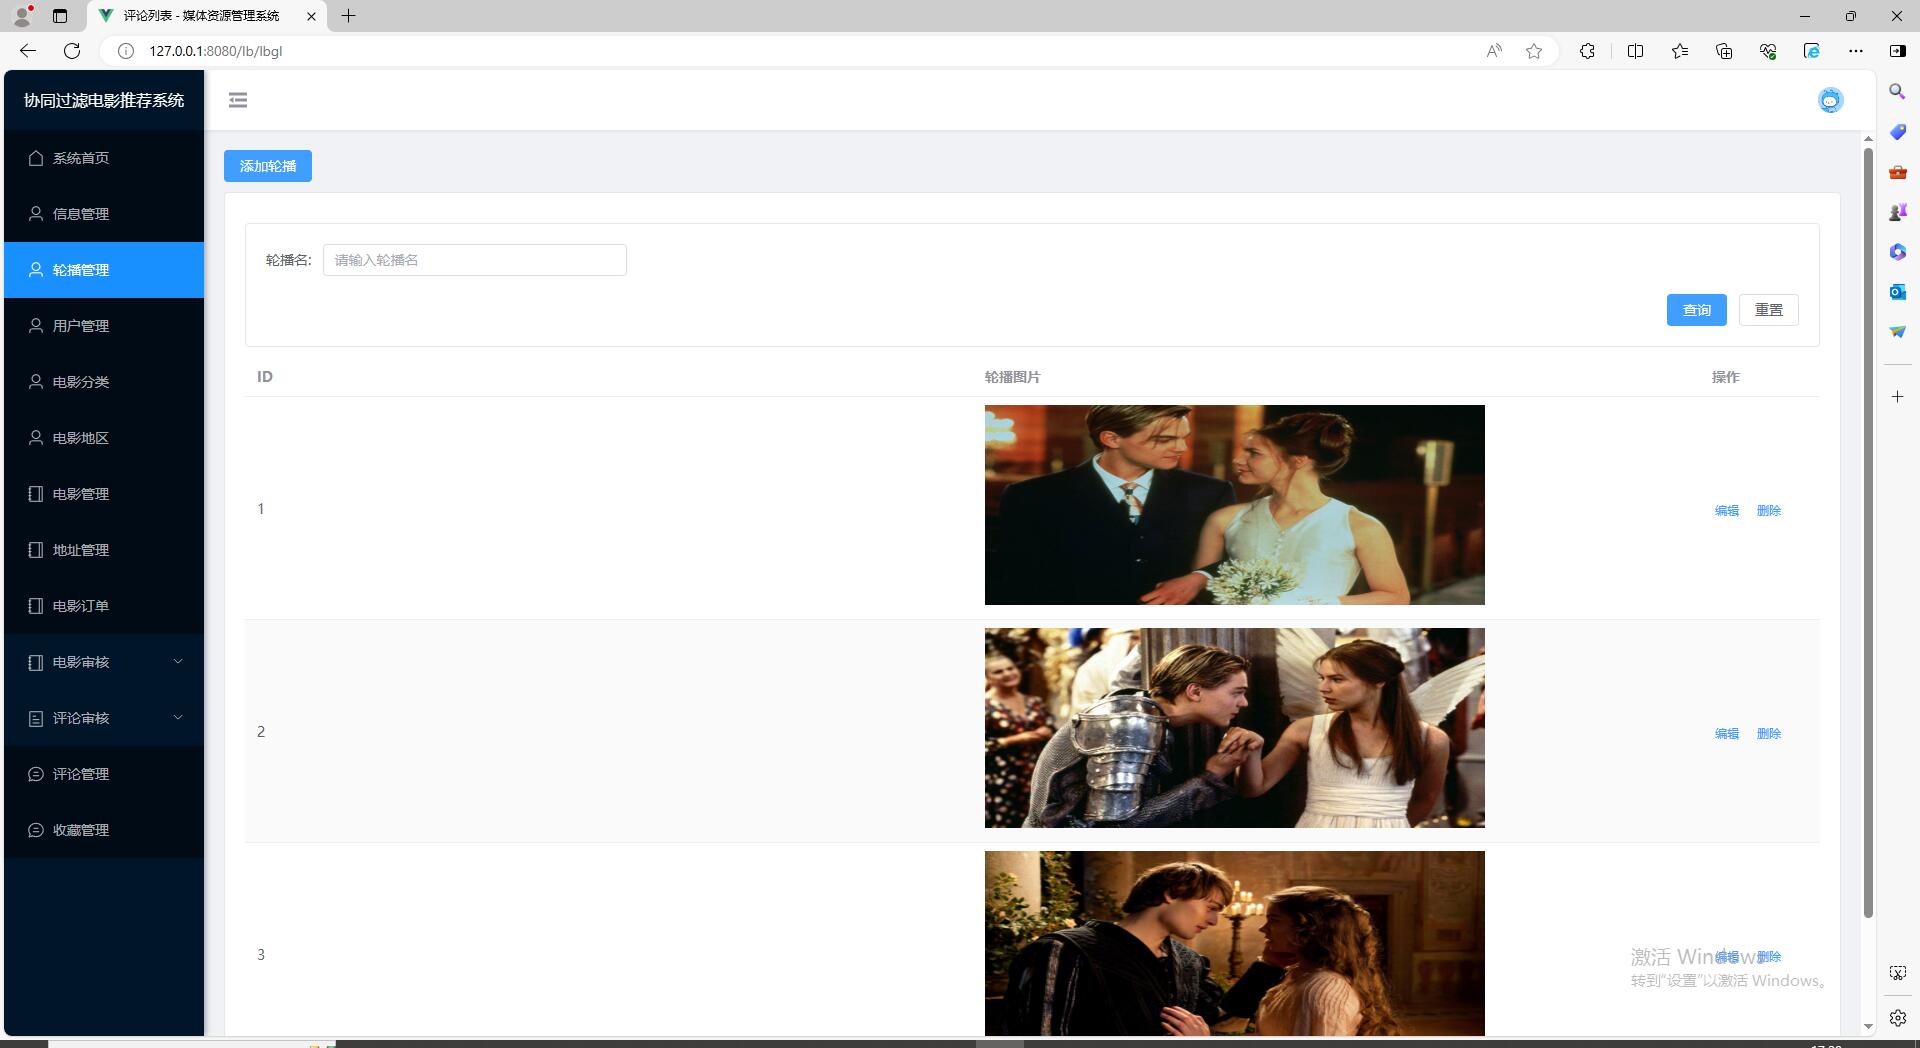 评论列表 - 媒体资源管理系统
127.0.0.1:8080/lb/lbgl
协同过滤电影推荐系统
系统首页
信息管理
轮播管理
用户管理
电影分类
电影地区
电影管理
地址管理
电影订单
电影审核
评论审核
评论管理
收藏管理
添加轮播
轮播名: 请输入轮播名
查询 重置
ID 轮播图片 操作
1 编辑 删除
2 编辑 删除
3 编辑 删除
激活 Windows
转到“设置”以激活 Windows。